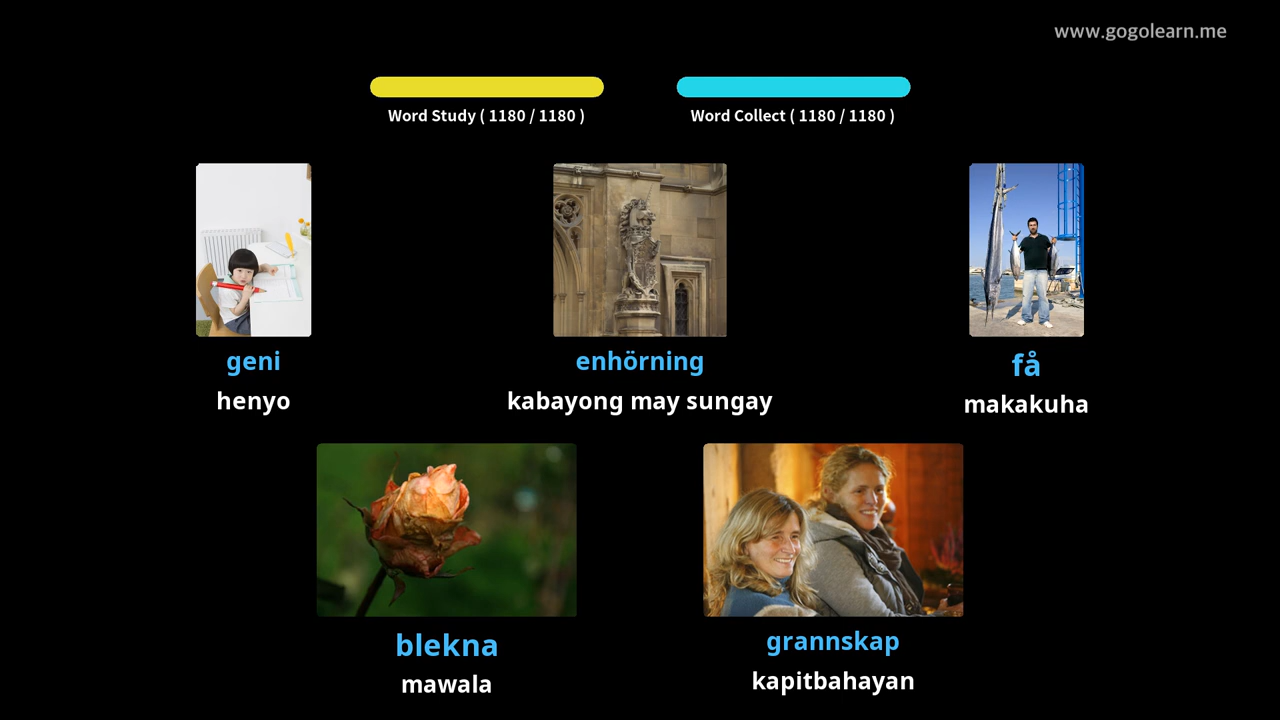 www.gogolearn.me
Word Study ( 1180 / 1180 )
Word Collect ( 1180 / 1180 )
geni
henyo
enhörning
kabayong may sungay
få
makakuha
blekna
mawala
grannskap
kapitbahayan